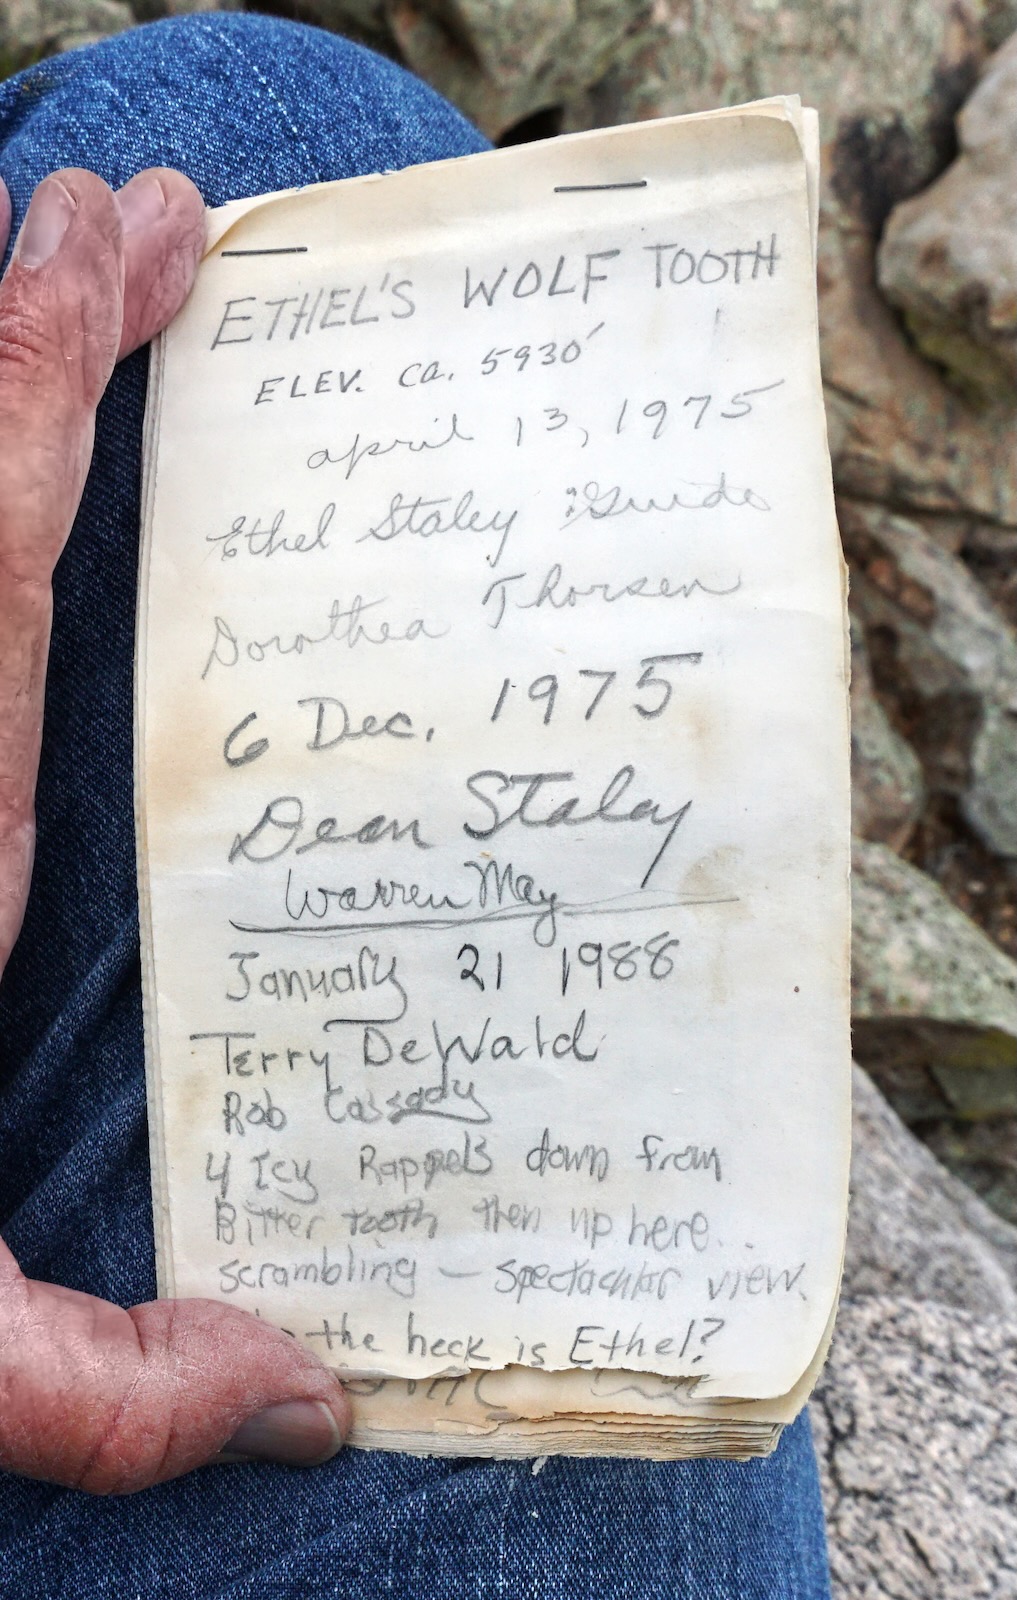 ETHEL'S WOLF TOOTH
ELEV. ca. 5930'
april 13, 1975
Ethel Staley : Guide
Dorothea Thorsen
6 Dec. 1975
Dean Staley
Warren May
January 21 1988
Terry DeWald
Rob Cassady
4 Icy Rappels down from
Bitter tooth then up here..
scrambling — spectacular view.
the heck is Ethel?